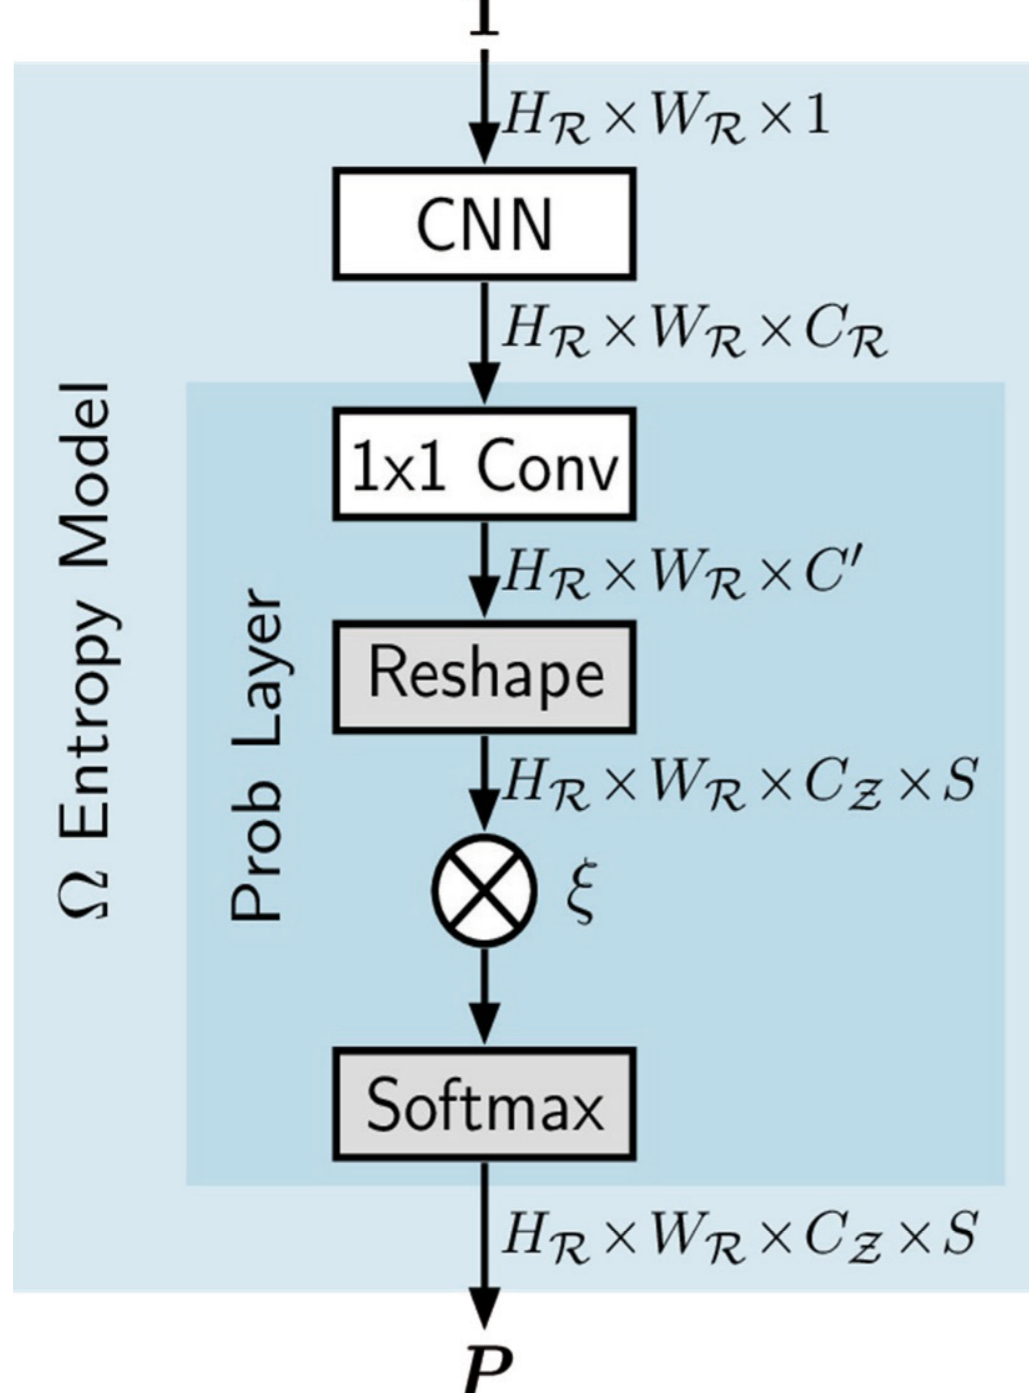 H_ℛ × W_ℛ × 1
CNN
H_ℛ × W_ℛ × C_ℛ
1x1 Conv
H_ℛ × W_ℛ × C′
Reshape
H_ℛ × W_ℛ × C_𝒵 × S
ξ
Softmax
H_ℛ × W_ℛ × C_𝒵 × S
P
Prob Layer
Ω Entropy Model